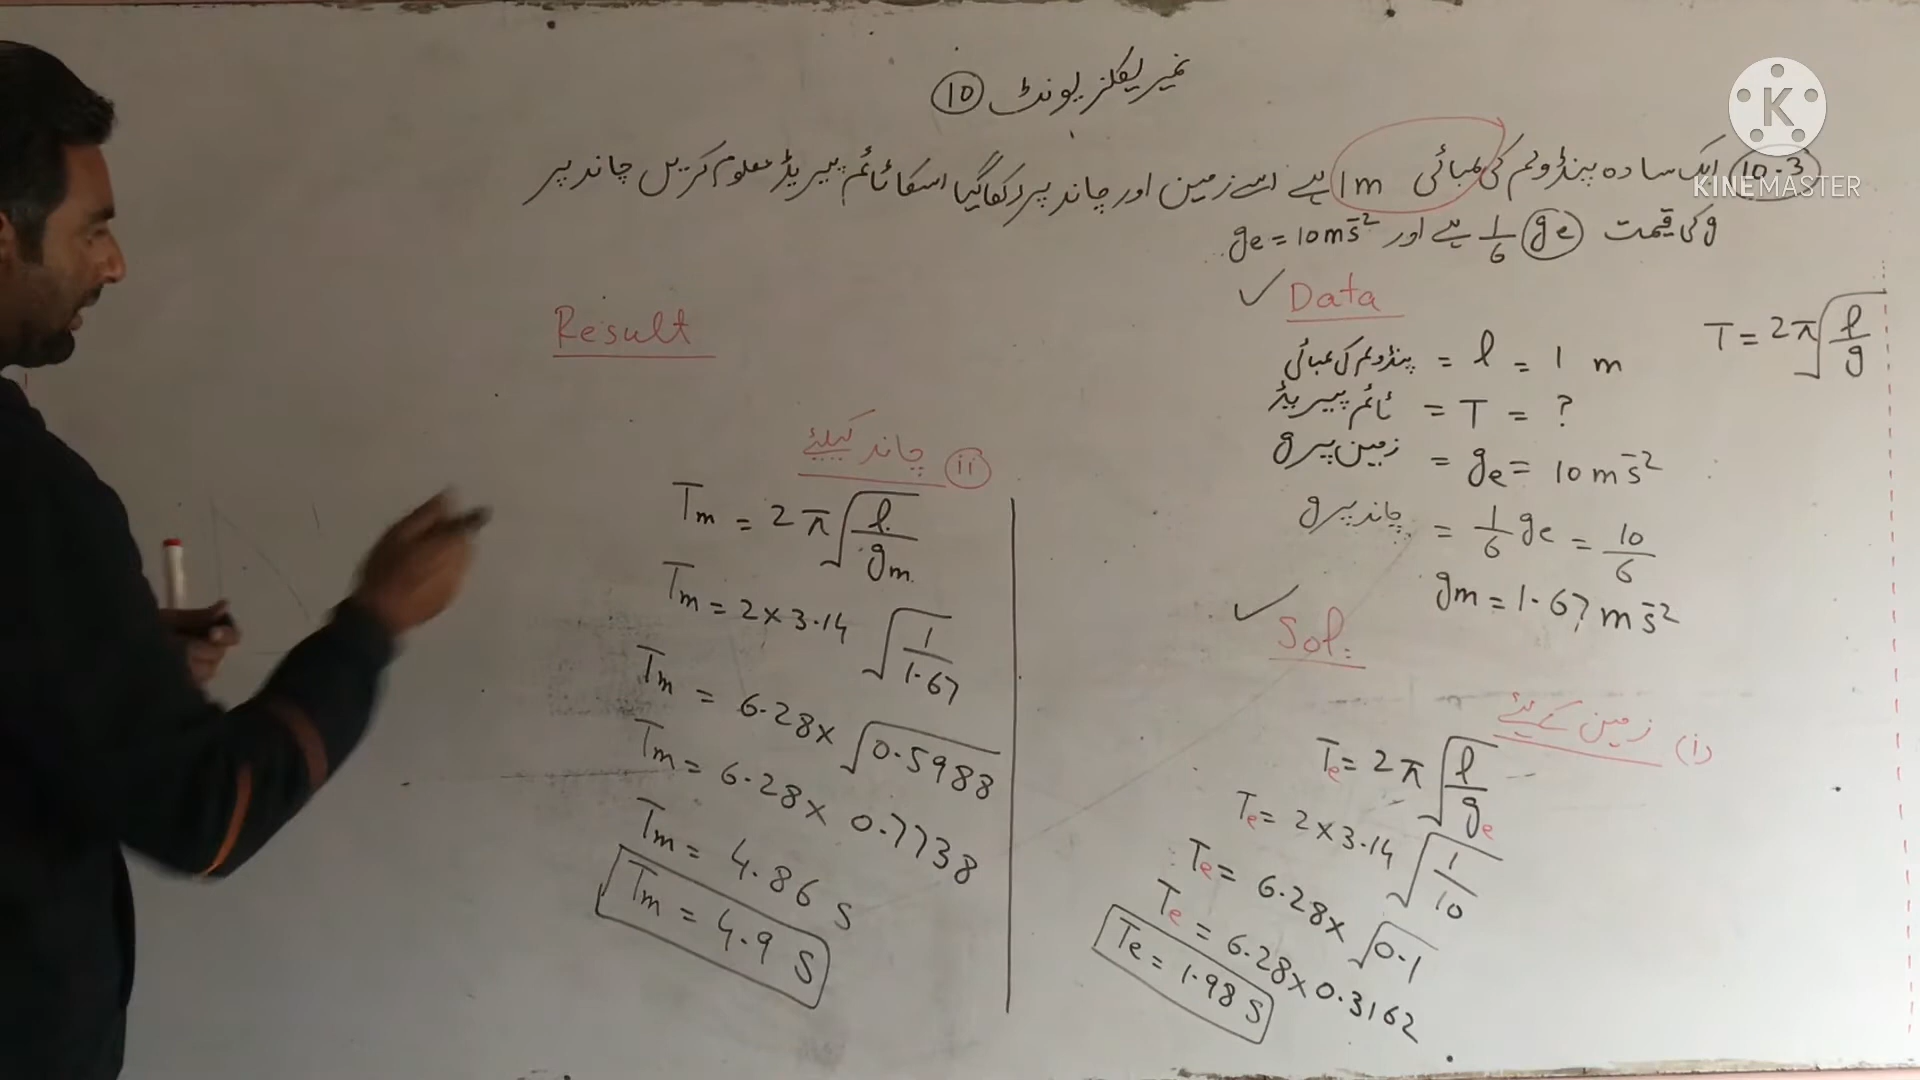 نمیریکلز یونٹ 10
10.3 ایک سادہ پنڈولم کی لمبائی 1m ہے اسے زمین اور چاند پر رکھا گیا اسکا ٹائم پیریڈ معلوم کریں چاند پر
g کی قیمت ge 1/6 ہے اور ge = 10ms⁻²
K
KINEMASTER
✓ Data
پنڈولم کی لمبائی = l = 1 m
T = 2π√(l/g)
ٹائم پیریڈ = T = ?
زمین پر g = ge = 10ms⁻²
چاند پر g = 1/6 ge = 10/6
gm = 1.67 ms⁻²
✓ Sol:
(i) زمین کے لیے
Te = 2π√(l/ge)
Te = 2×3.14 √(1/10)
Te = 6.28×√0.1
Te = 6.28×0.3162
Te = 1.98 S
(ii) چاند کیلئے
Tm = 2π√(l/gm)
Tm = 2×3.14 √(1/1.67)
Tm = 6.28×√0.5988
Tm = 6.28× 0.7738
Tm = 4.86 S
Tm = 4.9 S
Result